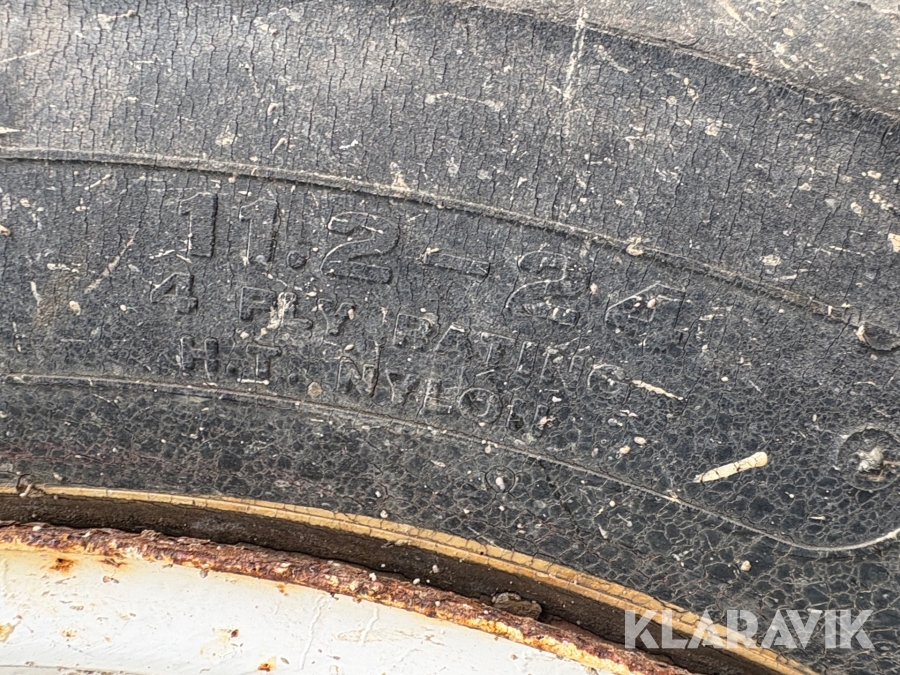 11.2-24
4 PLY RATING
H.T. NYLON
KLARAVIK